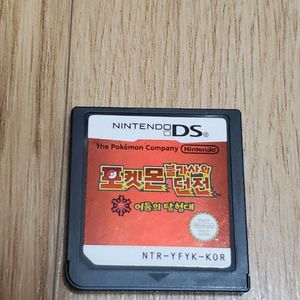 NINTENDO DS
The Pokémon Company Nintendo
포켓몬 불가사의 던전
어둠의 탐험대
NTR-YFYK-KOR